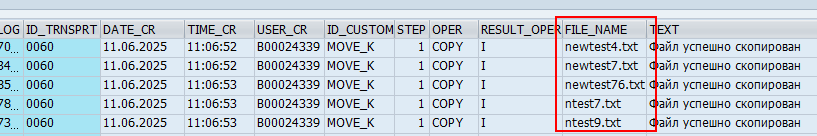 LOG ID_TRNSPRT DATE_CR TIME_CR USER_CR ID_CUSTOM STEP OPER RESULT_OPER FILE_NAME TEXT
70... 0060 11.06.2025 11:06:52 B00024339 MOVE_K 1 COPY I newtest4.txt Файл успешно скопирован
34... 0060 11.06.2025 11:06:52 B00024339 MOVE_K 1 COPY I newtest7.txt Файл успешно скопирован
35... 0060 11.06.2025 11:06:53 B00024339 MOVE_K 1 COPY I newtest76.txt Файл успешно скопирован
78... 0060 11.06.2025 11:06:53 B00024339 MOVE_K 1 COPY I ntest7.txt Файл успешно скопирован
73... 0060 11.06.2025 11:06:53 B00024339 MOVE_K 1 COPY I ntest9.txt Файл успешно скопирован